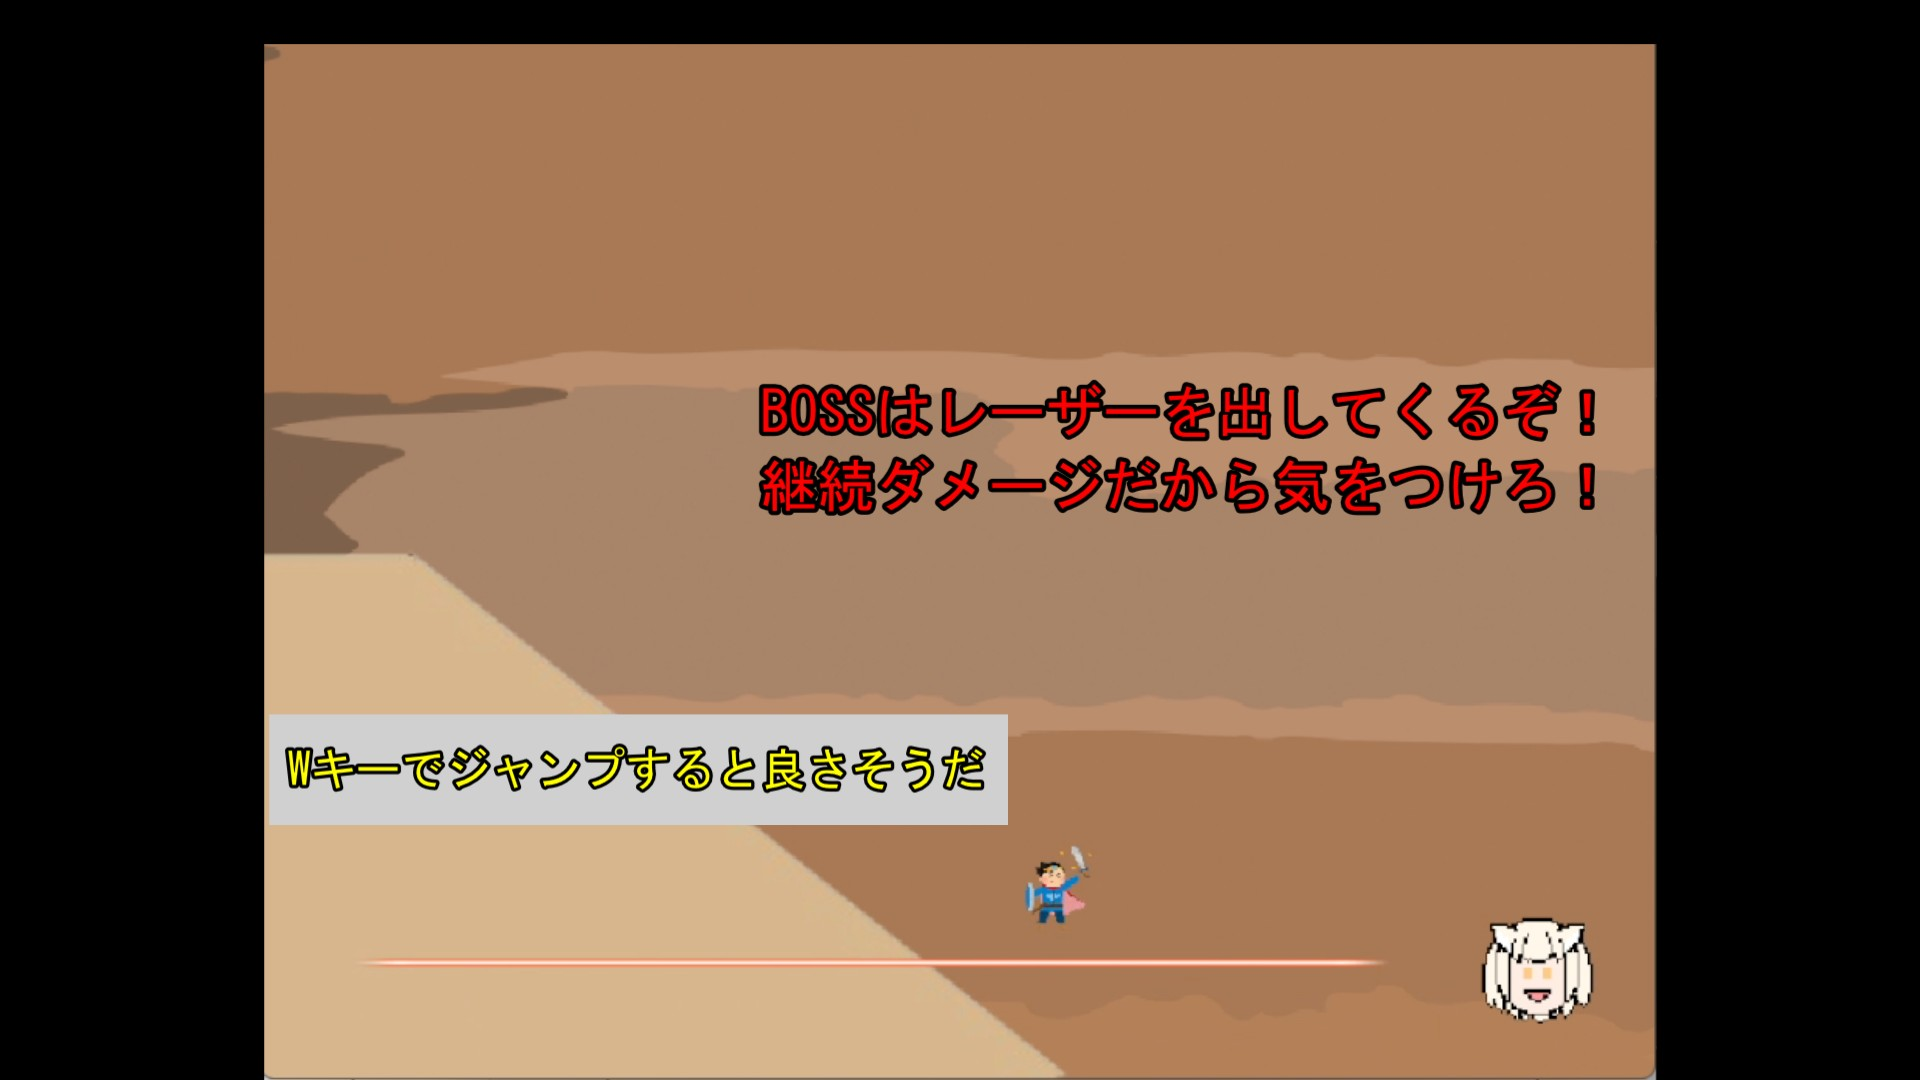 BOSSはレーザーを出してくるぞ！
継続ダメージだから気をつけろ！
Wキーでジャンプすると良さそうだ